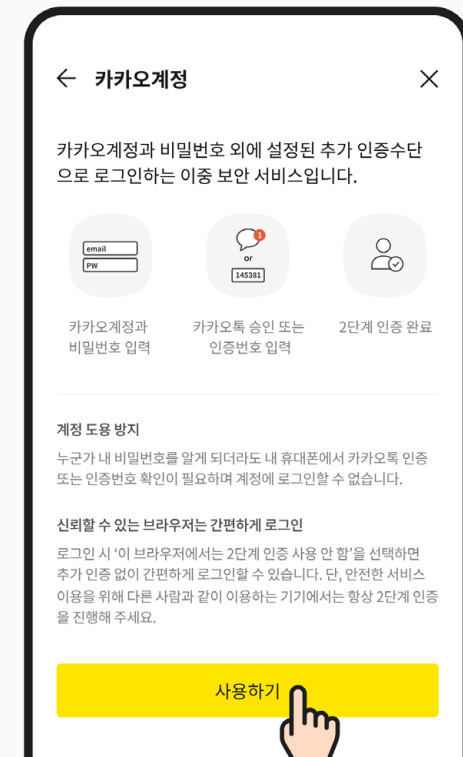 카카오계정
카카오계정과 비밀번호 외에 설정된 추가 인증수단
으로 로그인하는 이중 보안 서비스입니다.
email
PW
1
or
145381
카카오계정과
비밀번호 입력
카카오톡 승인 또는
인증번호 입력
2단계 인증 완료
계정 도용 방지
누군가 내 비밀번호를 알게 되더라도 내 휴대폰에서 카카오톡 인증
또는 인증번호 확인이 필요하며 계정에 로그인할 수 없습니다.
신뢰할 수 있는 브라우저는 간편하게 로그인
로그인 시 ‘이 브라우저에서는 2단계 인증 사용 안 함’을 선택하면
추가 인증 없이 간편하게 로그인할 수 있습니다. 단, 안전한 서비스
이용을 위해 다른 사람과 같이 이용하는 기기에서는 항상 2단계 인증
을 진행해 주세요.
사용하기